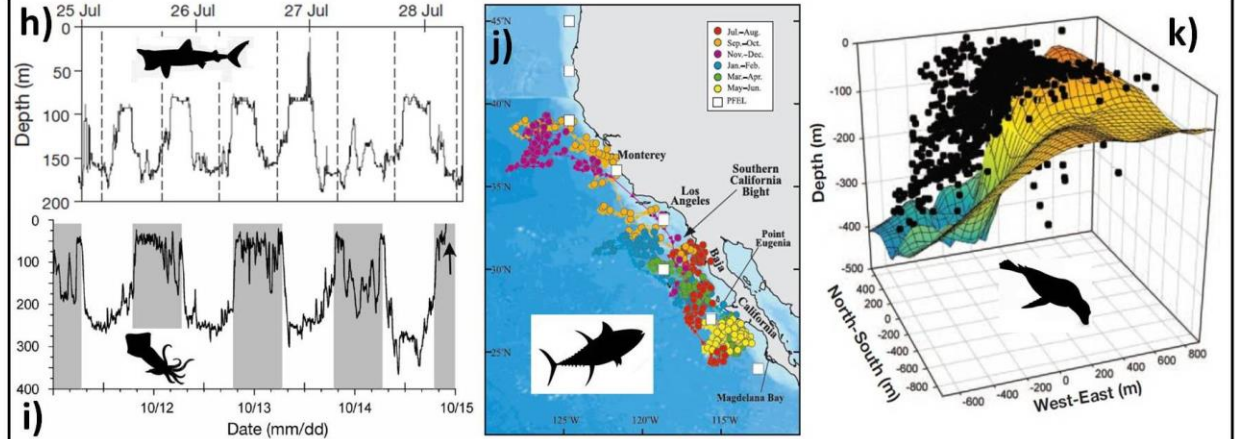 h)
25 Jul 26 Jul 27 Jul 28 Jul
Depth (m)
0
50
100
150
200
i)
0
100
200
300
400
10/12 10/13 10/14 10/15
Date (mm/dd)
j)
45°N
40°N
35°N
30°N
25°N
125°W 120°W 115°W
Jul.–Aug.
Sep.–Oct.
Nov.–Dec.
Jan.–Feb.
Mar.–Apr.
May–Jun.
PFEL
Monterey
Los
Angeles
Southern
California
Bight
Point
Eugenia
Baja
California
Magdelana Bay
k)
Depth (m)
0
-100
-200
-300
-400
-500
North-South (m)
400
200
0
-200
-400
-600
-800
West-East (m)
-600 -400 -200 0 200 400 600 800